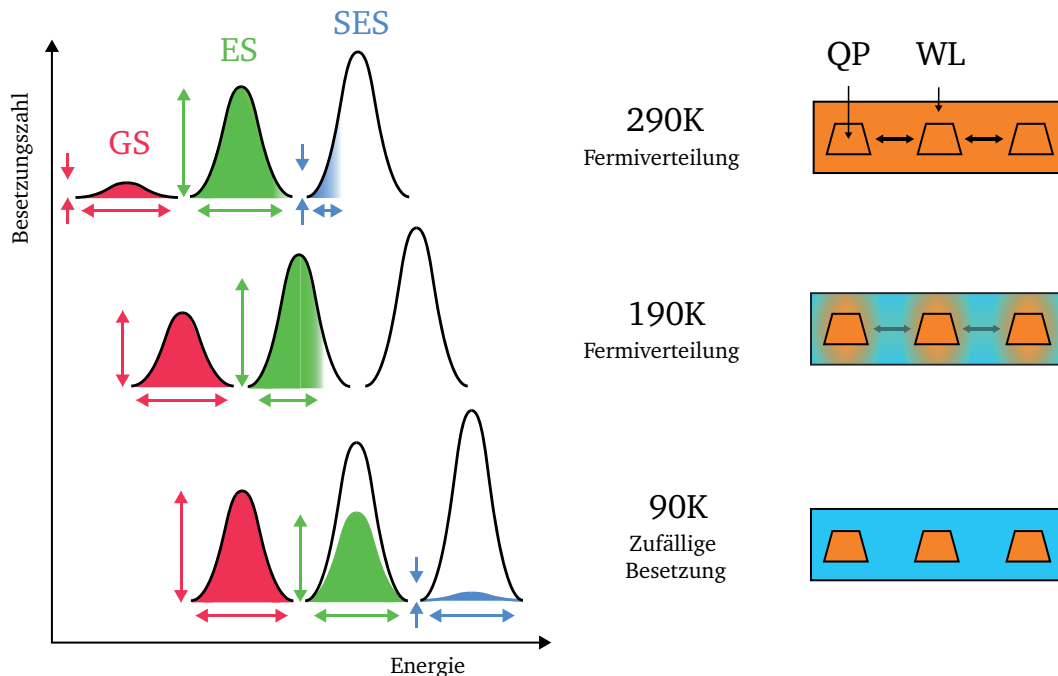 SES
ES
QP
WL
Besetzungszahl
GS
290K
Fermiverteilung
190K
Fermiverteilung
90K
Zufällige
Besetzung
Energie